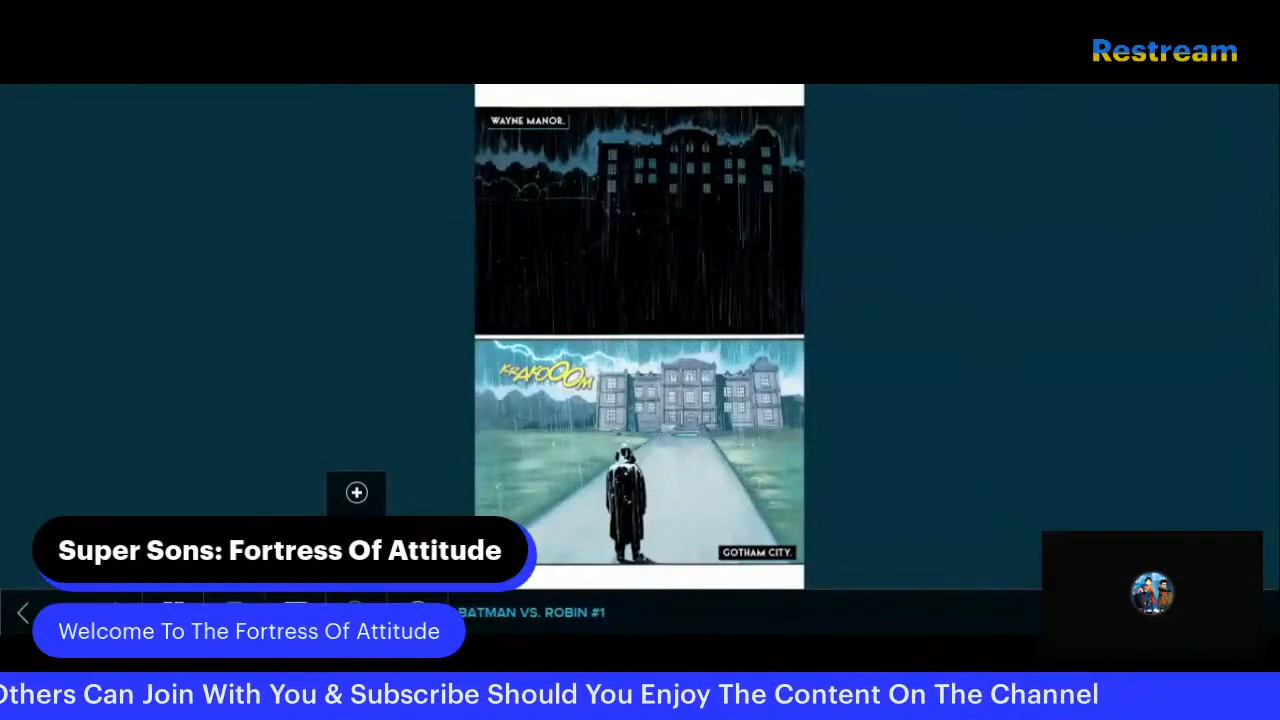 Restream
WAYNE MANOR.
KRAKOOOM
GOTHAM CITY.
Super Sons: Fortress Of Attitude
BATMAN VS. ROBIN #1
Welcome To The Fortress Of Attitude
Others Can Join With You & Subscribe Should You Enjoy The Content On The Channel